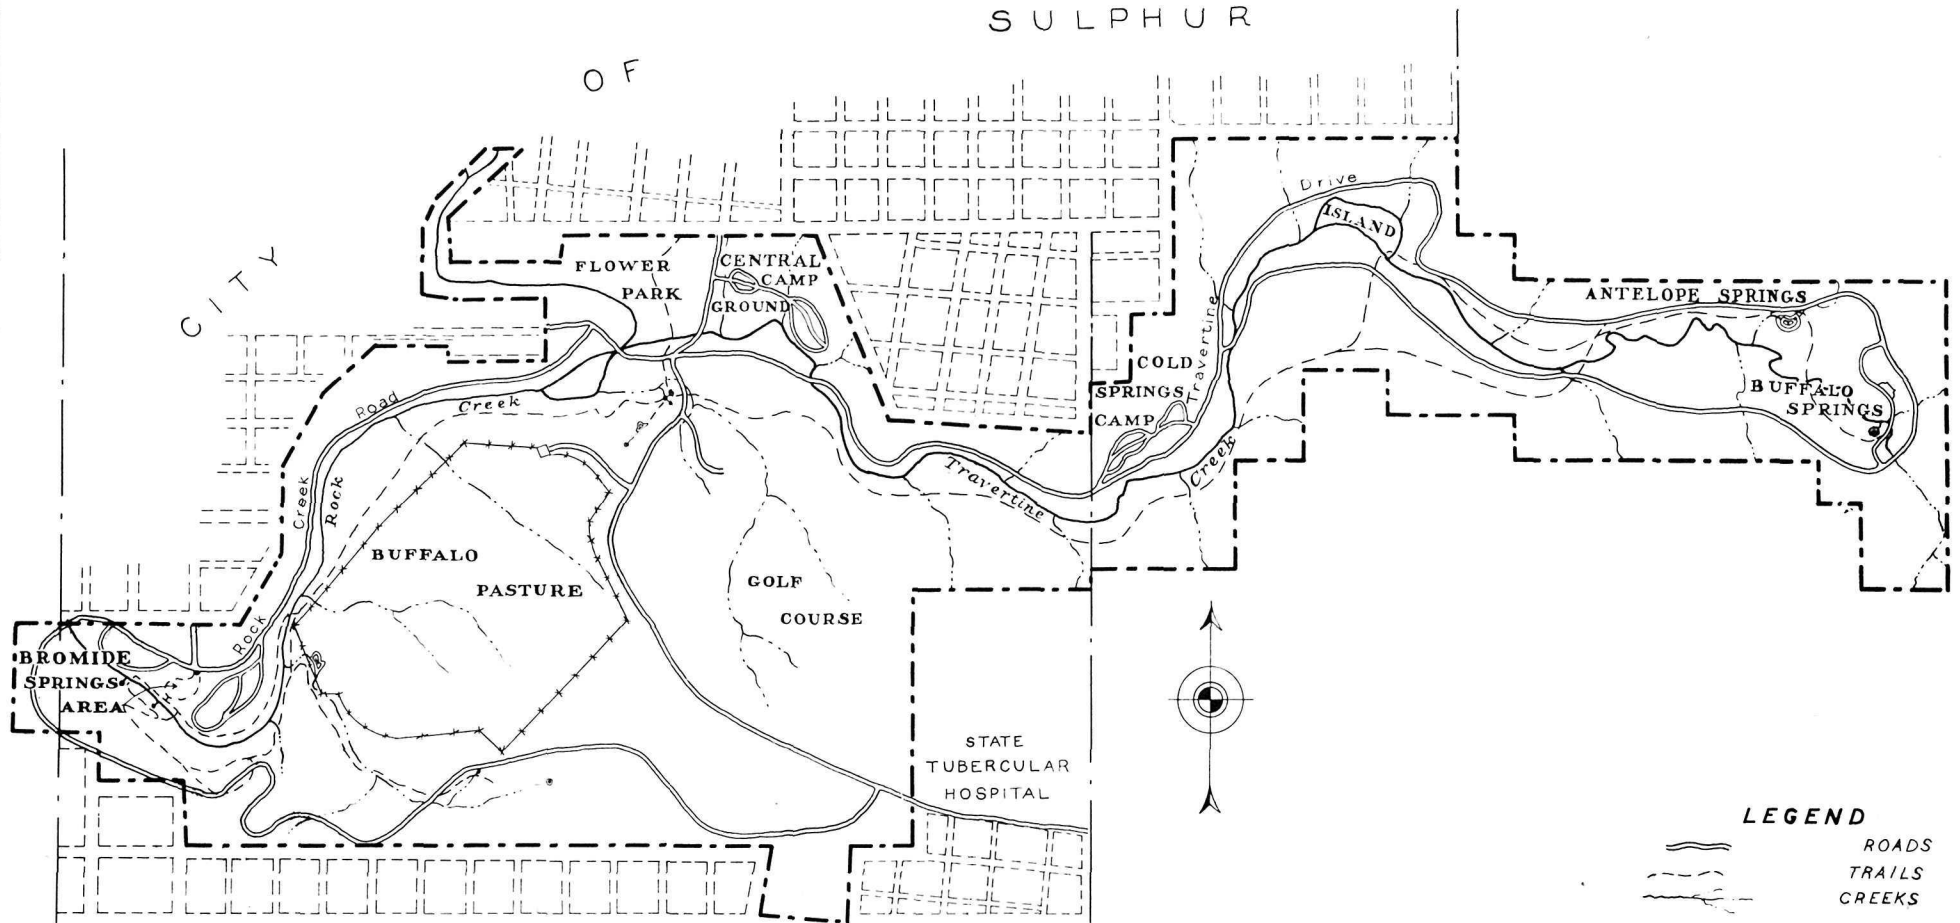 SULPHUR
OF
CITY
FLOWER
PARK
CENTRAL
CAMP
GROUND
Drive
ISLAND
ANTELOPE SPRINGS
BUFFALO
SPRINGS
Travertine
COLD
SPRINGS
CAMP
Creek
Travertine
Road
Creek
Creek
Rock
Rock
BUFFALO
PASTURE
GOLF
COURSE
BROMIDE
SPRINGS
AREA
STATE
TUBERCULAR
HOSPITAL
LEGEND
ROADS
TRAILS
CREEKS